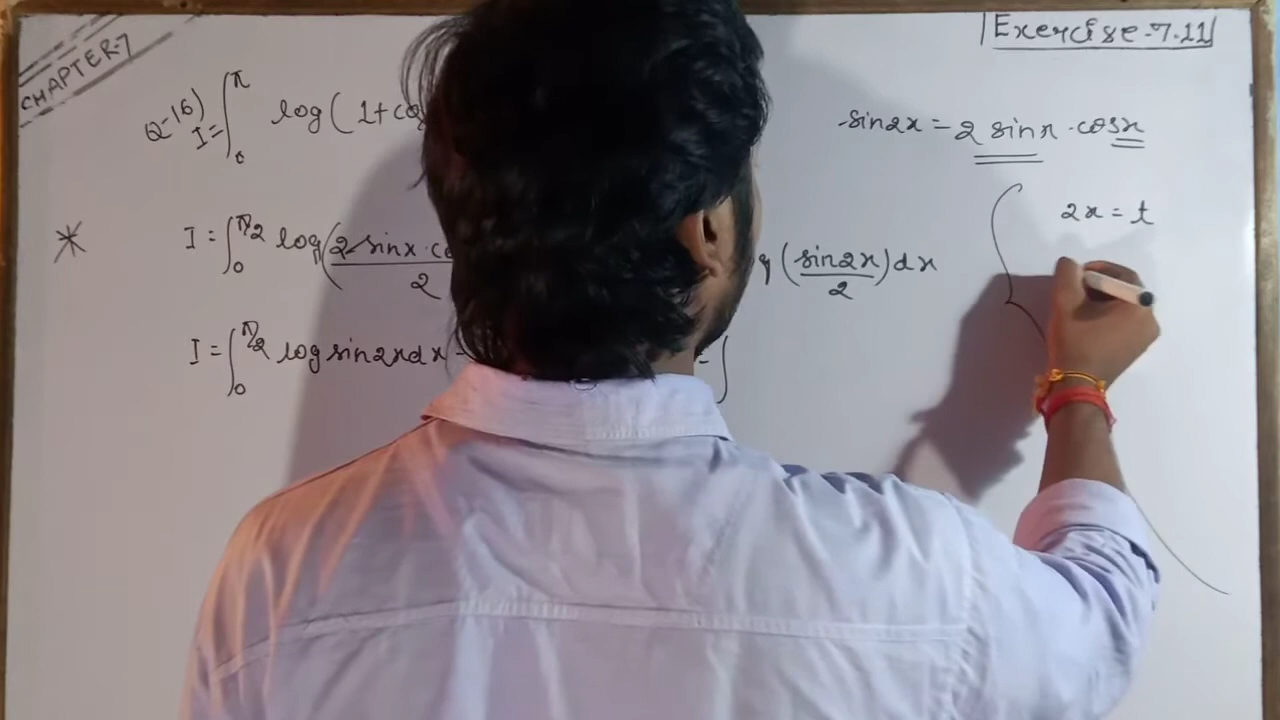 CHAPTER-7
Exercise-7.11
Q-16) I = ∫₀^π log(1+co
sin2x = 2 sinx · cosx
2x = t
* I = ∫₀^π/2 log(2 sinx · co / 2 g (sin2x / 2) dx
I = ∫₀^π/2 log sin2x dx - - ∫